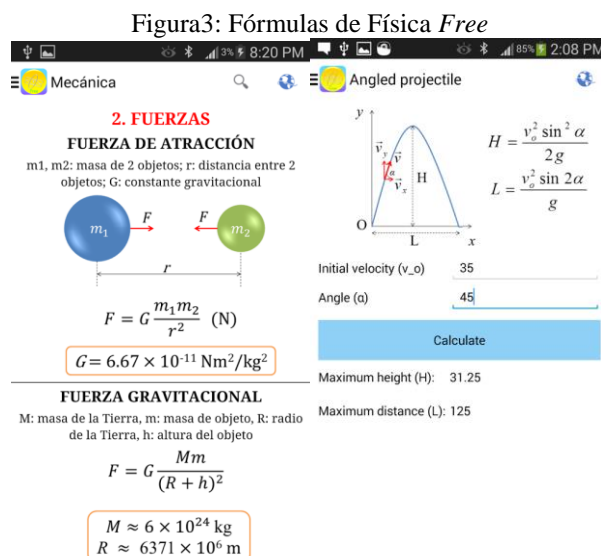 Figura3: Fórmulas de Física Free
3% 8:20 PM
Mecánica
2. FUERZAS
FUERZA DE ATRACCIÓN
m1, m2: masa de 2 objetos; r: distancia entre 2
objetos; G: constante gravitacional
F F
m₁ m₂
r
F = G m₁m₂ / r² (N)
G = 6.67 × 10⁻¹¹ Nm²/kg²
FUERZA GRAVITACIONAL
M: masa de la Tierra, m: masa de objeto, R: radio
de la Tierra, h: altura del objeto
F = G Mm / (R + h)²
M ≈ 6 × 10²⁴ kg
R ≈ 6371 × 10⁶ m
85% 2:08 PM
Angled projectile
y
v⃗y v⃗
α
v⃗x
H
O
L x
H = v₀² sin² α / 2g
L = v₀² sin 2α / g
Initial velocity (v_o) 35
Angle (α) 45
Calculate
Maximum height (H): 31.25
Maximum distance (L): 125